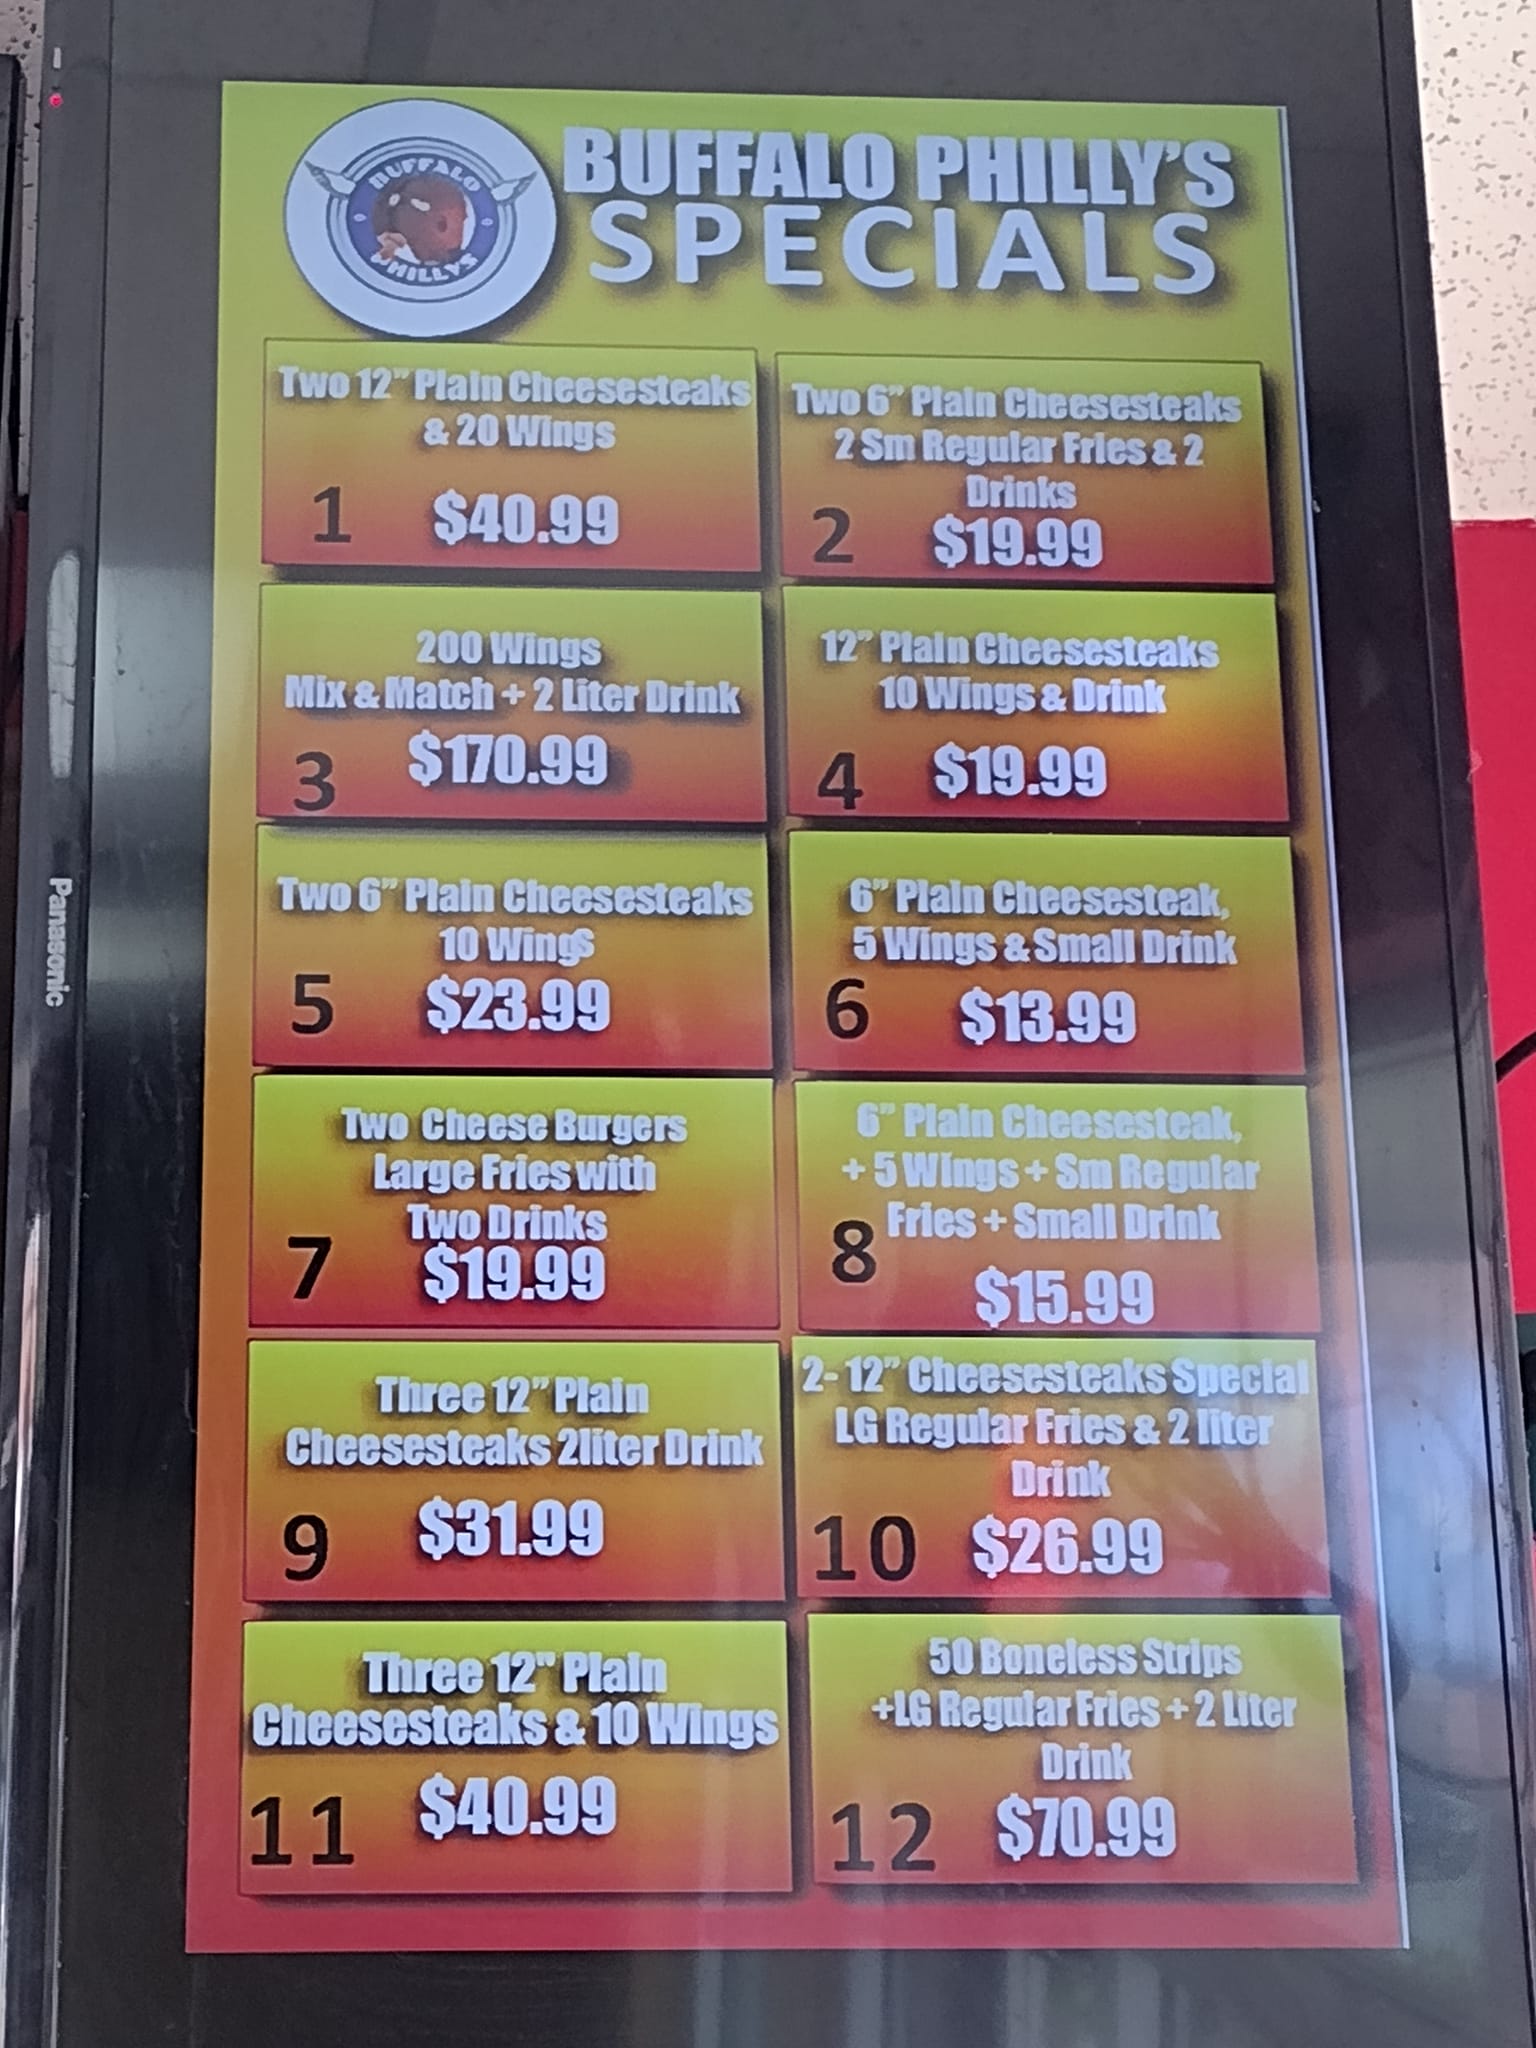 BUFFALO
PHILLYS
BUFFALO PHILLY'S
SPECIALS
Two 12" Plain Cheesesteaks
& 20 Wings
1 $40.99
Two 6" Plain Cheesesteaks
2 Sm Regular Fries & 2
Drinks
2 $19.99
200 Wings
Mix & Match + 2 Liter Drink
3 $170.99
12" Plain Cheesesteaks
10 Wings & Drink
4 $19.99
Two 6" Plain Cheesesteaks
10 Wings
5 $23.99
6" Plain Cheesesteak,
5 Wings & Small Drink
6 $13.99
Two Cheese Burgers
Large Fries with
Two Drinks
7 $19.99
6" Plain Cheesesteak,
+ 5 Wings + Sm Regular
Fries + Small Drink
8 $15.99
Three 12" Plain
Cheesesteaks 2liter Drink
9 $31.99
2- 12" Cheesesteaks Special
LG Regular Fries & 2 liter
Drink
10 $26.99
Three 12" Plain
Cheesesteaks & 10 Wings
11 $40.99
50 Boneless Strips
+LG Regular Fries + 2 Liter
Drink
12 $70.99
Panasonic